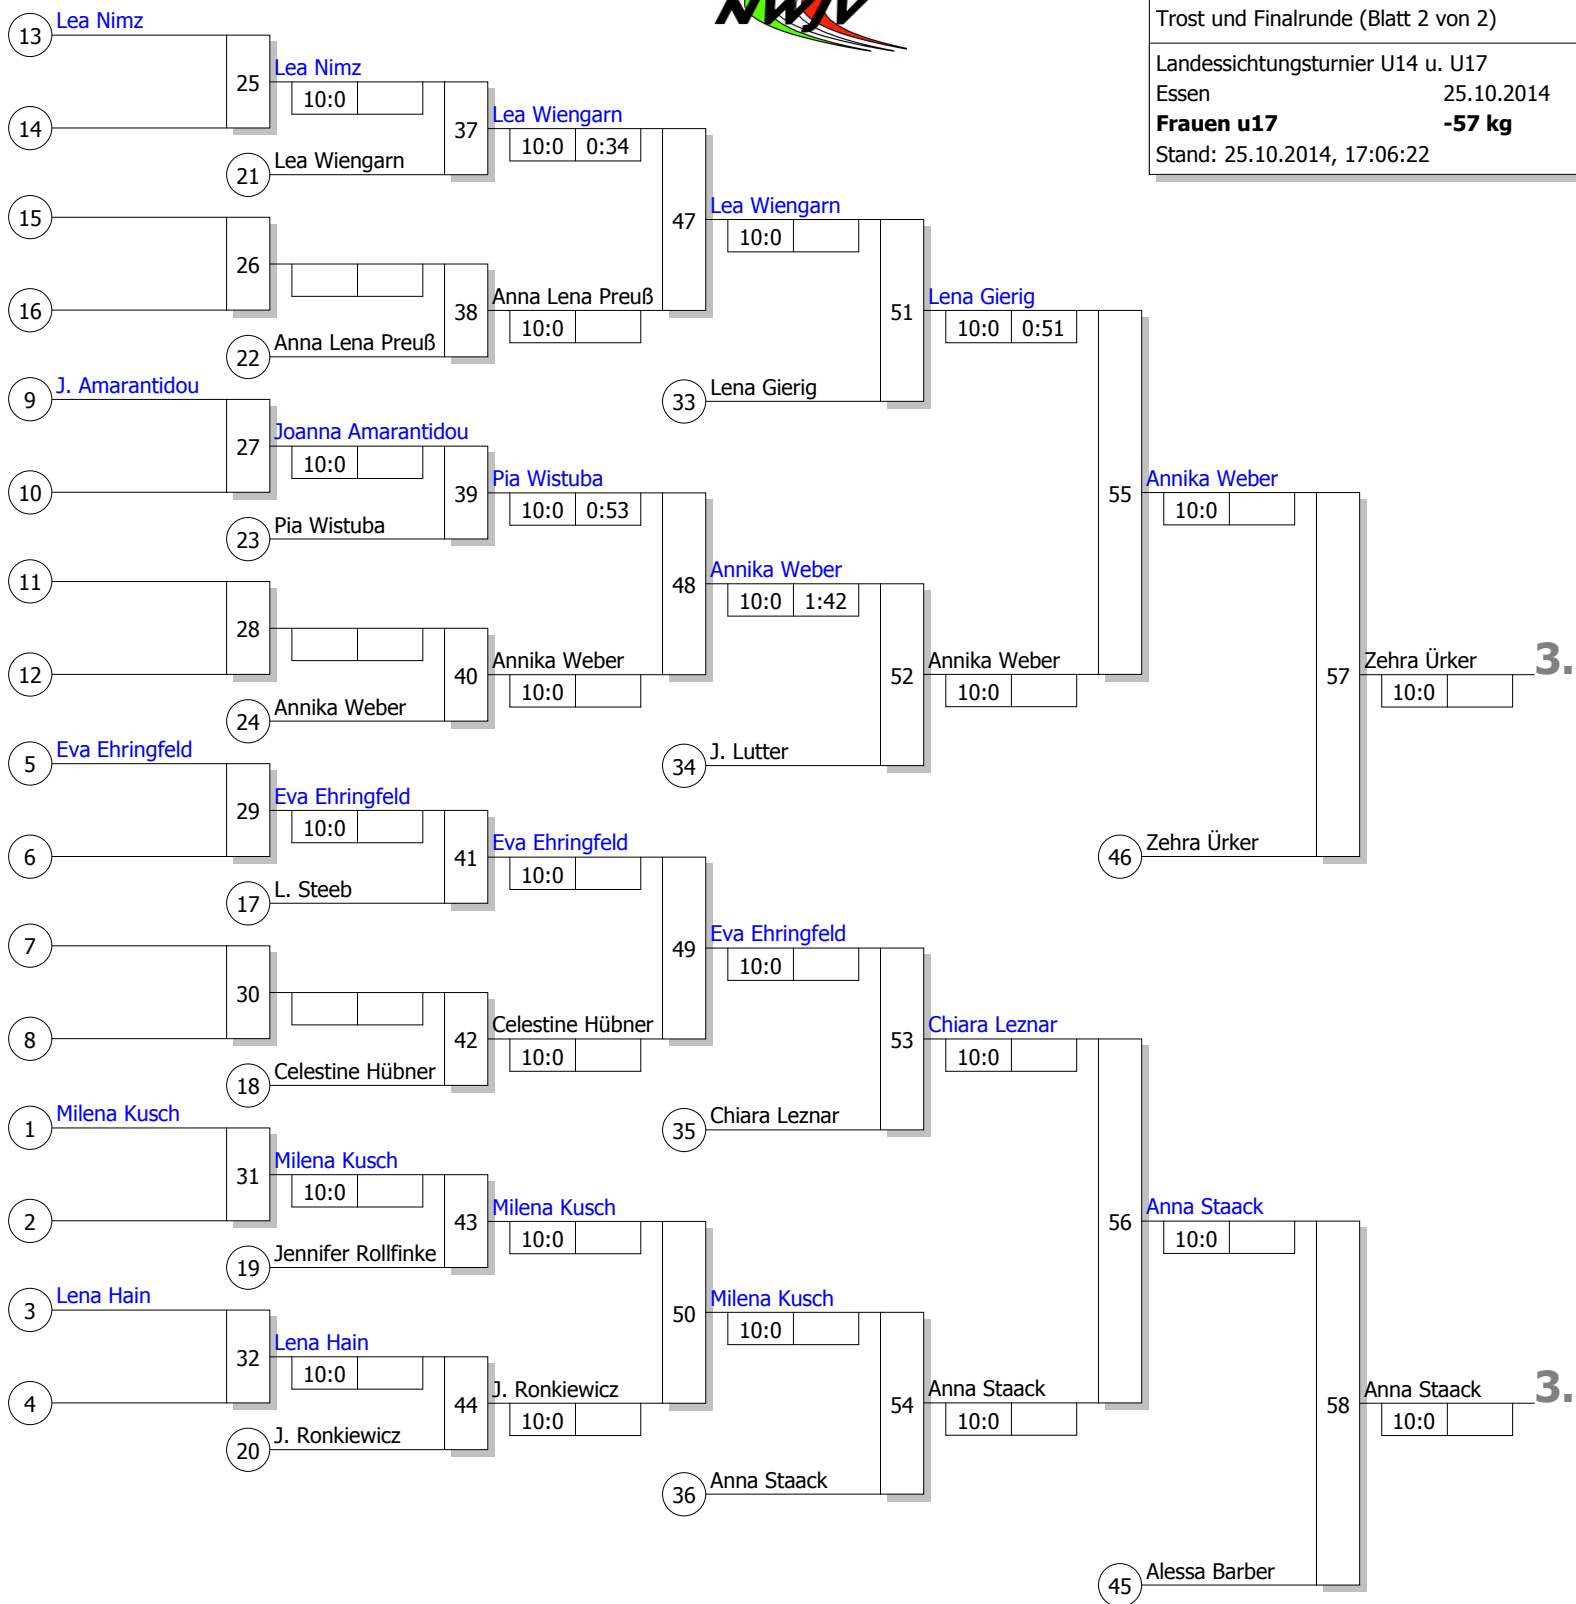 NWJV
Trost und Finalrunde (Blatt 2 von 2)
Landessichtungsturnier U14 u. U17
Essen 25.10.2014
Frauen u17 -57 kg
Stand: 25.10.2014, 17:06:22
13 Lea Nimz
14
25
Lea Nimz
10:0
21 Lea Wiengarn
37
Lea Wiengarn
10:0 0:34
15
16
26
22 Anna Lena Preuß
38
Anna Lena Preuß
10:0
47
Lea Wiengarn
10:0
33 Lena Gierig
51
Lena Gierig
10:0 0:51
9 J. Amarantidou
10
27
Joanna Amarantidou
10:0
23 Pia Wistuba
39
Pia Wistuba
10:0 0:53
11
12
28
24 Annika Weber
40
Annika Weber
10:0
48
Annika Weber
10:0 1:42
34 J. Lutter
52
Annika Weber
10:0
55
Annika Weber
10:0
46 Zehra Ürker
57
Zehra Ürker 3.
10:0
5 Eva Ehringfeld
6
29
Eva Ehringfeld
10:0
17 L. Steeb
41
Eva Ehringfeld
10:0
7
8
30
18 Celestine Hübner
42
Celestine Hübner
10:0
49
Eva Ehringfeld
10:0
35 Chiara Leznar
53
Chiara Leznar
10:0
1 Milena Kusch
2
31
Milena Kusch
10:0
19 Jennifer Rollfinke
43
Milena Kusch
10:0
3 Lena Hain
4
32
Lena Hain
10:0
20 J. Ronkiewicz
44
J. Ronkiewicz
10:0
50
Milena Kusch
10:0
36 Anna Staack
54
Anna Staack
10:0
56
Anna Staack
10:0
45 Alessa Barber
58
Anna Staack 3.
10:0